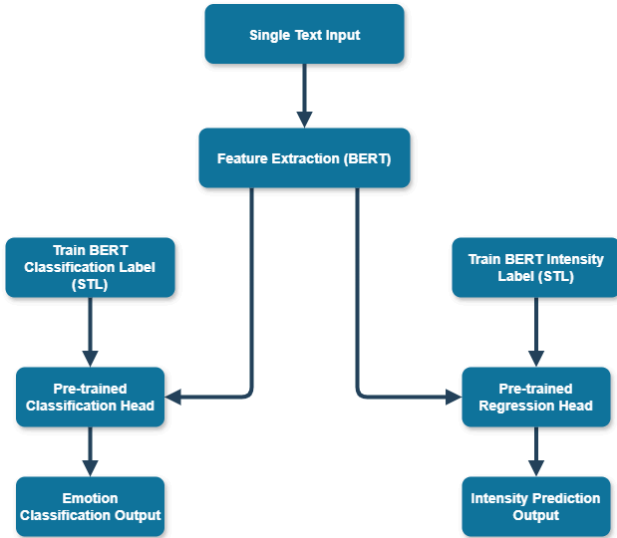 Single Text Input
Feature Extraction (BERT)
Train BERT
Classification Label
(STL)
Train BERT Intensity
Label (STL)
Pre-trained
Classification Head
Pre-trained
Regression Head
Emotion
Classification Output
Intensity Prediction
Output